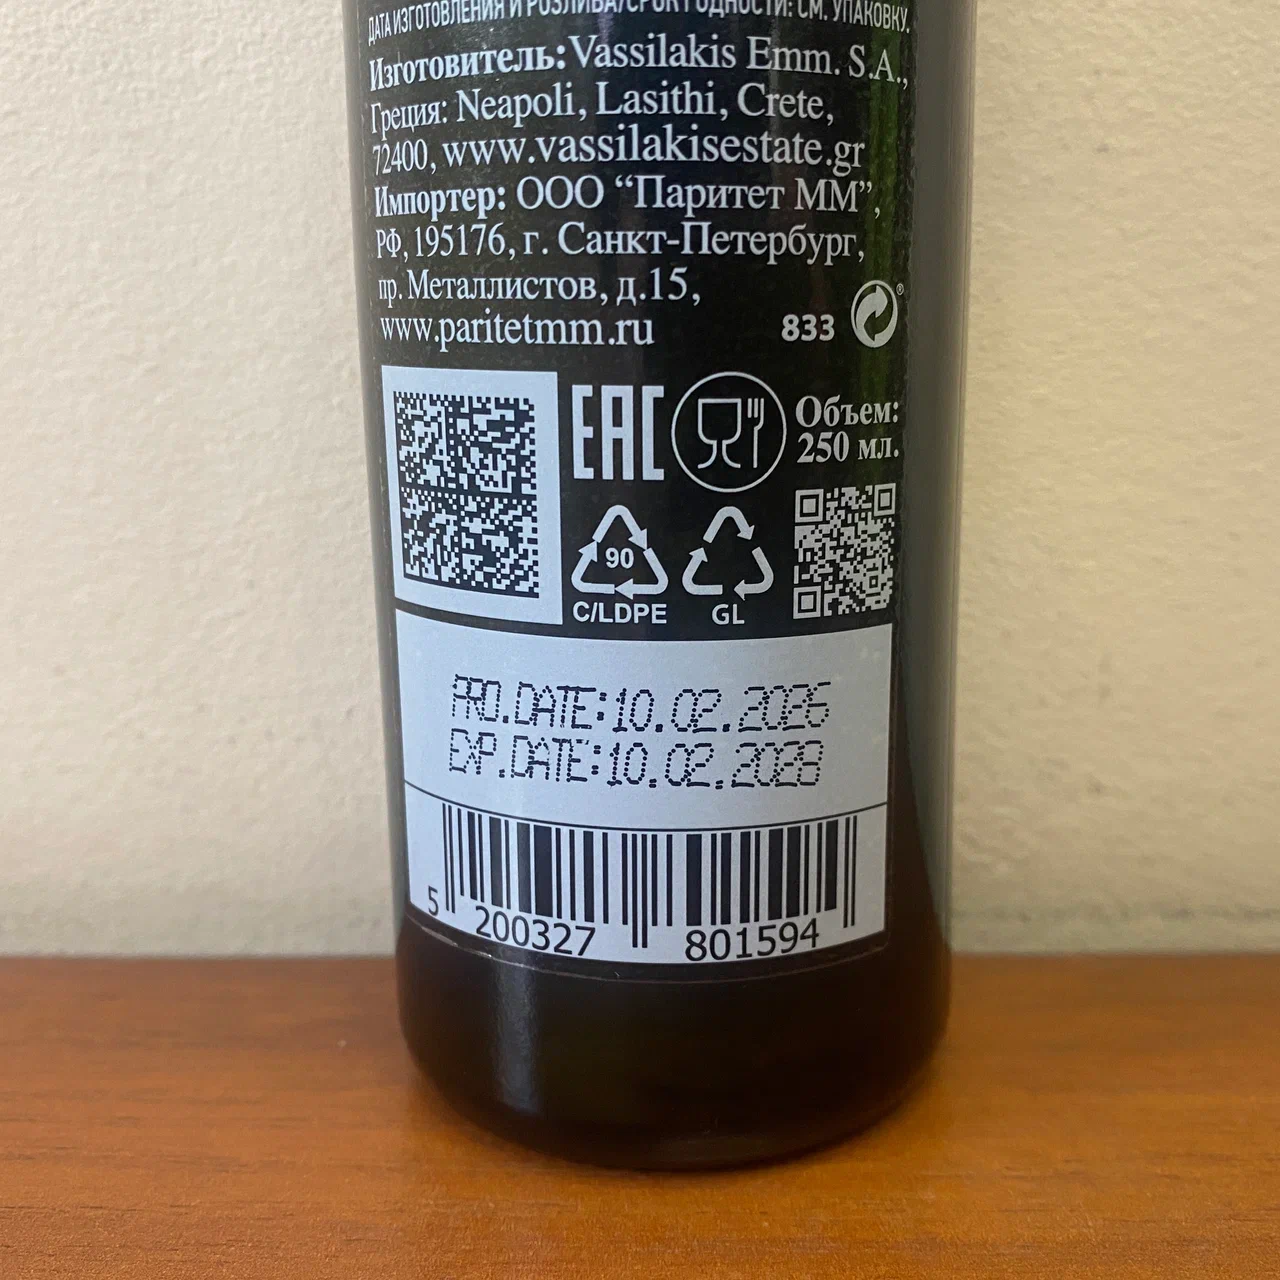 ДАТА ИЗГОТОВЛЕНИЯ И РОЗЛИВА/СРОК ГОДНОСТИ: СМ. УПАКОВКУ.
Изготовитель: Vassilakis Emm. S.A.,
Греция: Neapoli, Lasithi, Crete,
72400, www.vassilakisestate.gr
Импортер: ООО “Паритет ММ”,
РФ, 195176, г. Санкт-Петербург,
пр. Металлистов, д.15,
www.paritetmm.ru 833 ®
EAC
Объем:
250 мл.
90
C/LDPE
GL
PRO.DATE:10.02.2026
EXP.DATE:10.02.2028
5 200327 801594